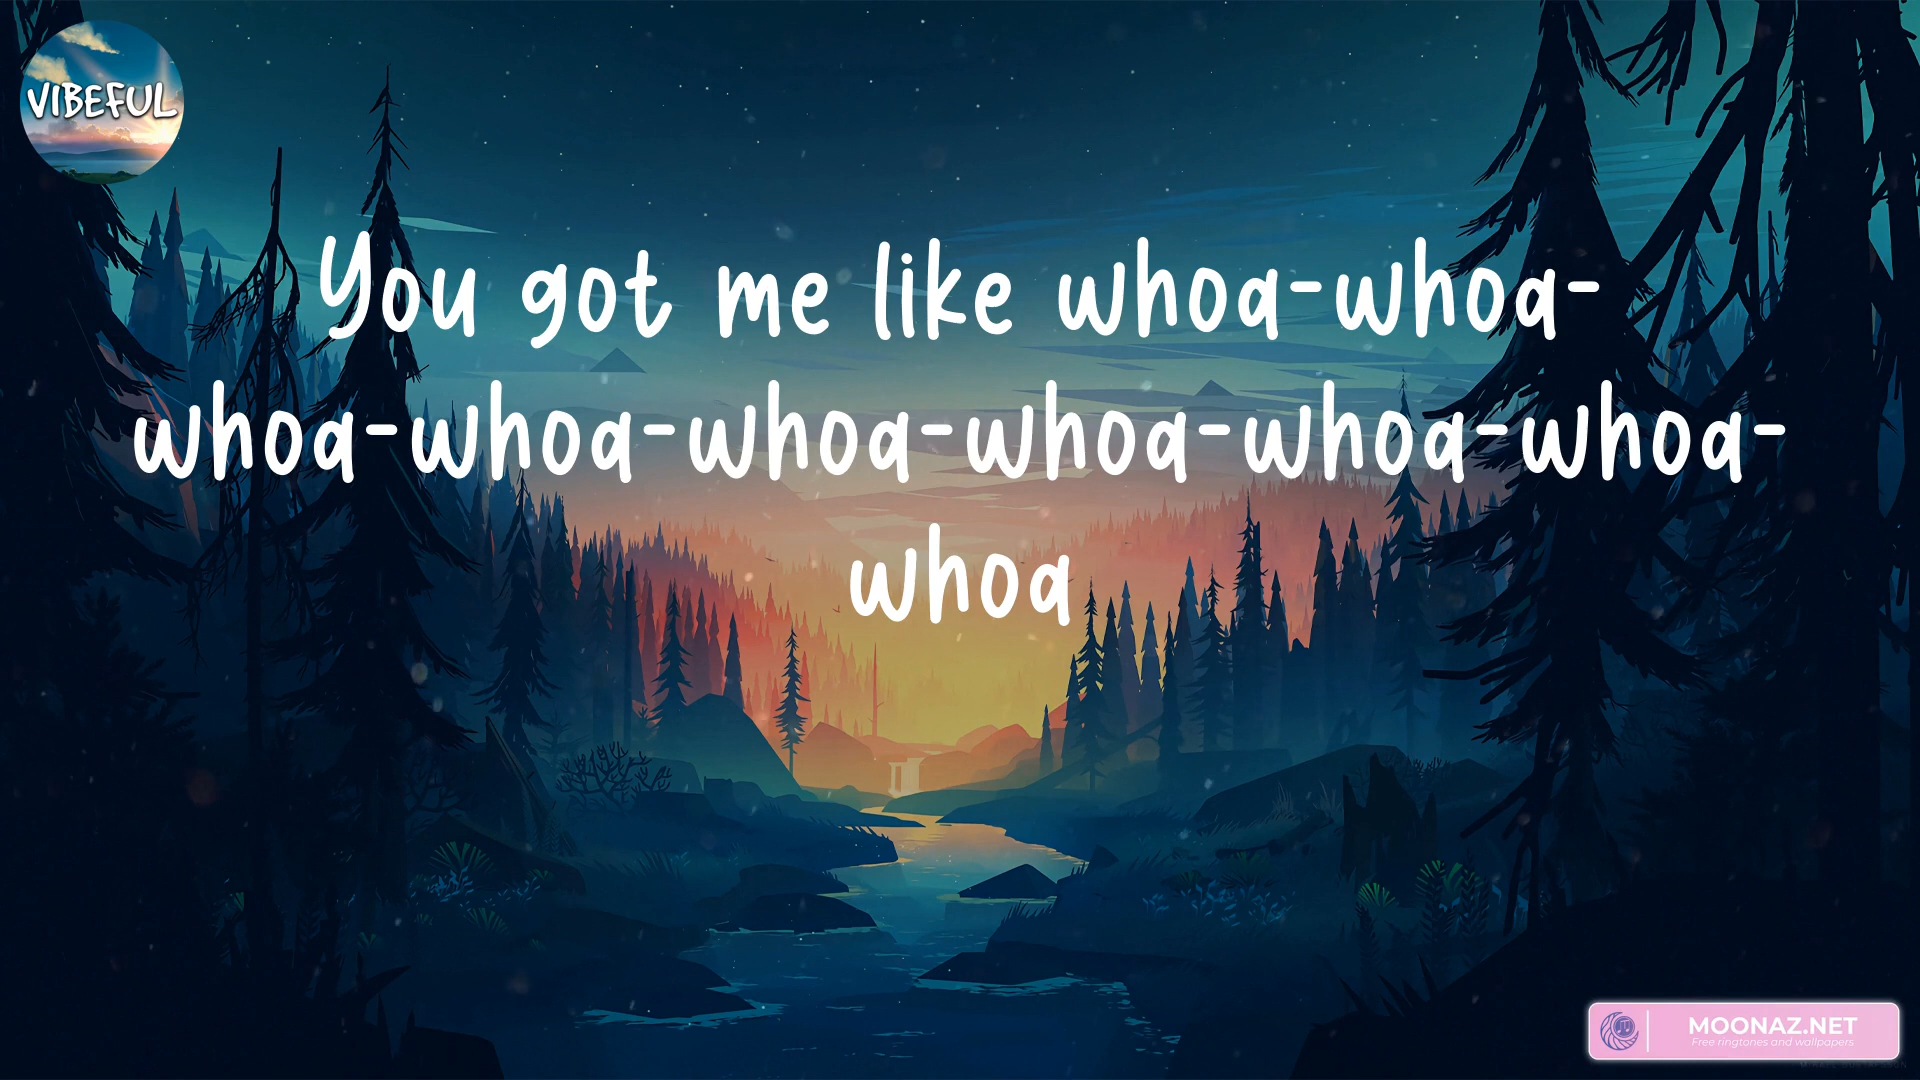 VIBEFUL
You got me like whoa-whoa-
whoa-whoa-whoa-whoa-whoa-whoa-
whoa
MOONAZ.NET
Free ringtones and wallpapers